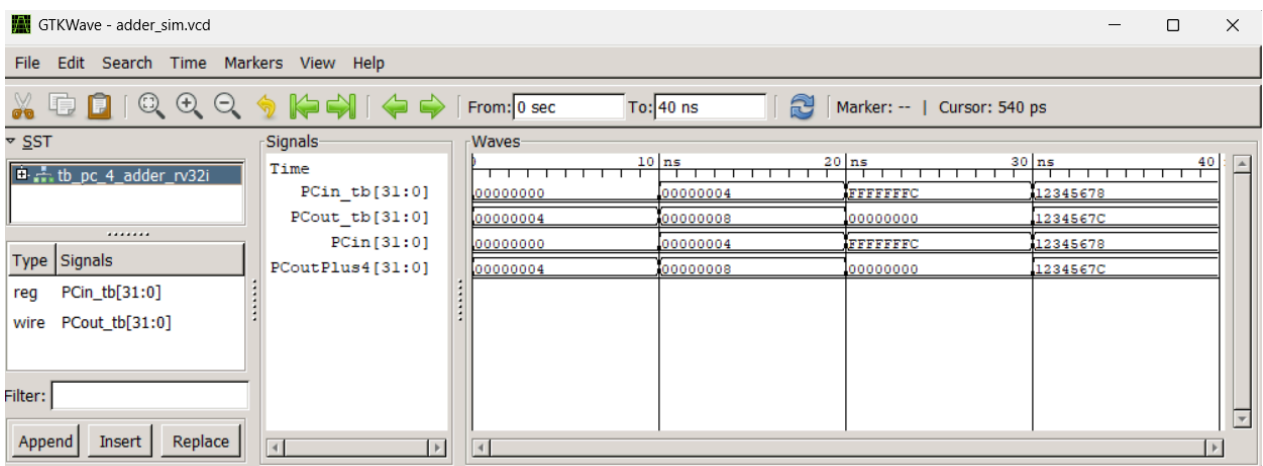 GTKWave - adder_sim.vcd
File Edit Search Time Markers View Help
From: 0 sec To: 40 ns Marker: -- | Cursor: 540 ps
SST
tb_pc_4_adder_rv32i
Type Signals
reg PCin_tb[31:0]
wire PCout_tb[31:0]
Filter:
Append Insert Replace
Signals
Time
PCin_tb[31:0]
PCout_tb[31:0]
PCin[31:0]
PCoutPlus4[31:0]
Waves
10 ns 20 ns 30 ns 40
00000000 00000004 FFFFFFFC 12345678
00000004 00000008 00000000 1234567C
00000000 00000004 FFFFFFFC 12345678
00000004 00000008 00000000 1234567C